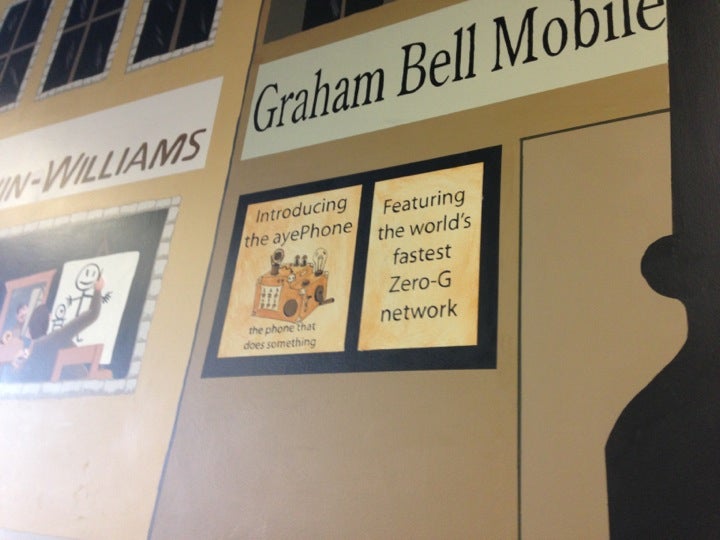 IN-WILLIAMS
Graham Bell Mobile
Introducing
the ayePhone
the phone that
does something
Featuring
the world's
fastest
Zero-G
network